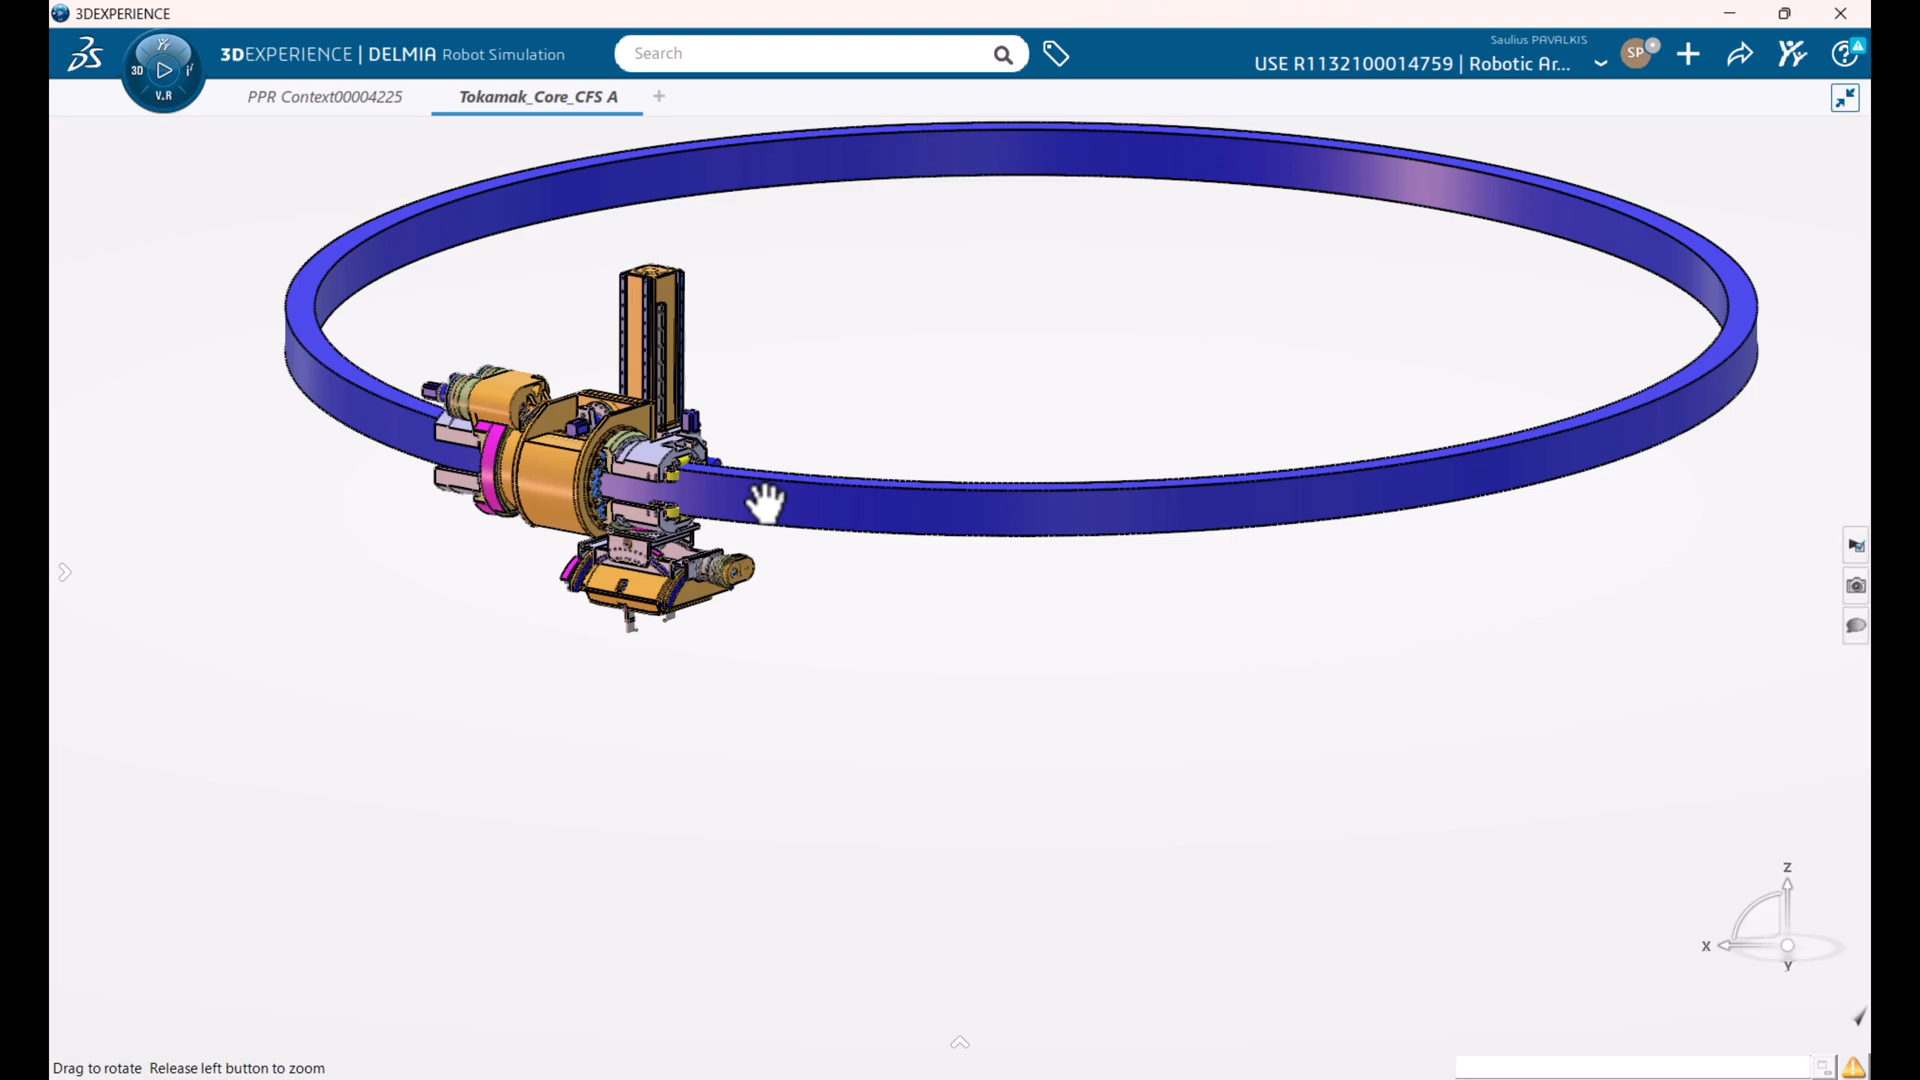 3DEXPERIENCE
3DEXPERIENCE | DELMIA Robot Simulation
Search
Saulius PAVALKIS
USE R1132100014759 | Robotic Ar...
SP
3D
V.R
PPR Context00004225
Tokamak_Core_CFS A
Z
X
Y
Drag to rotate Release left button to zoom